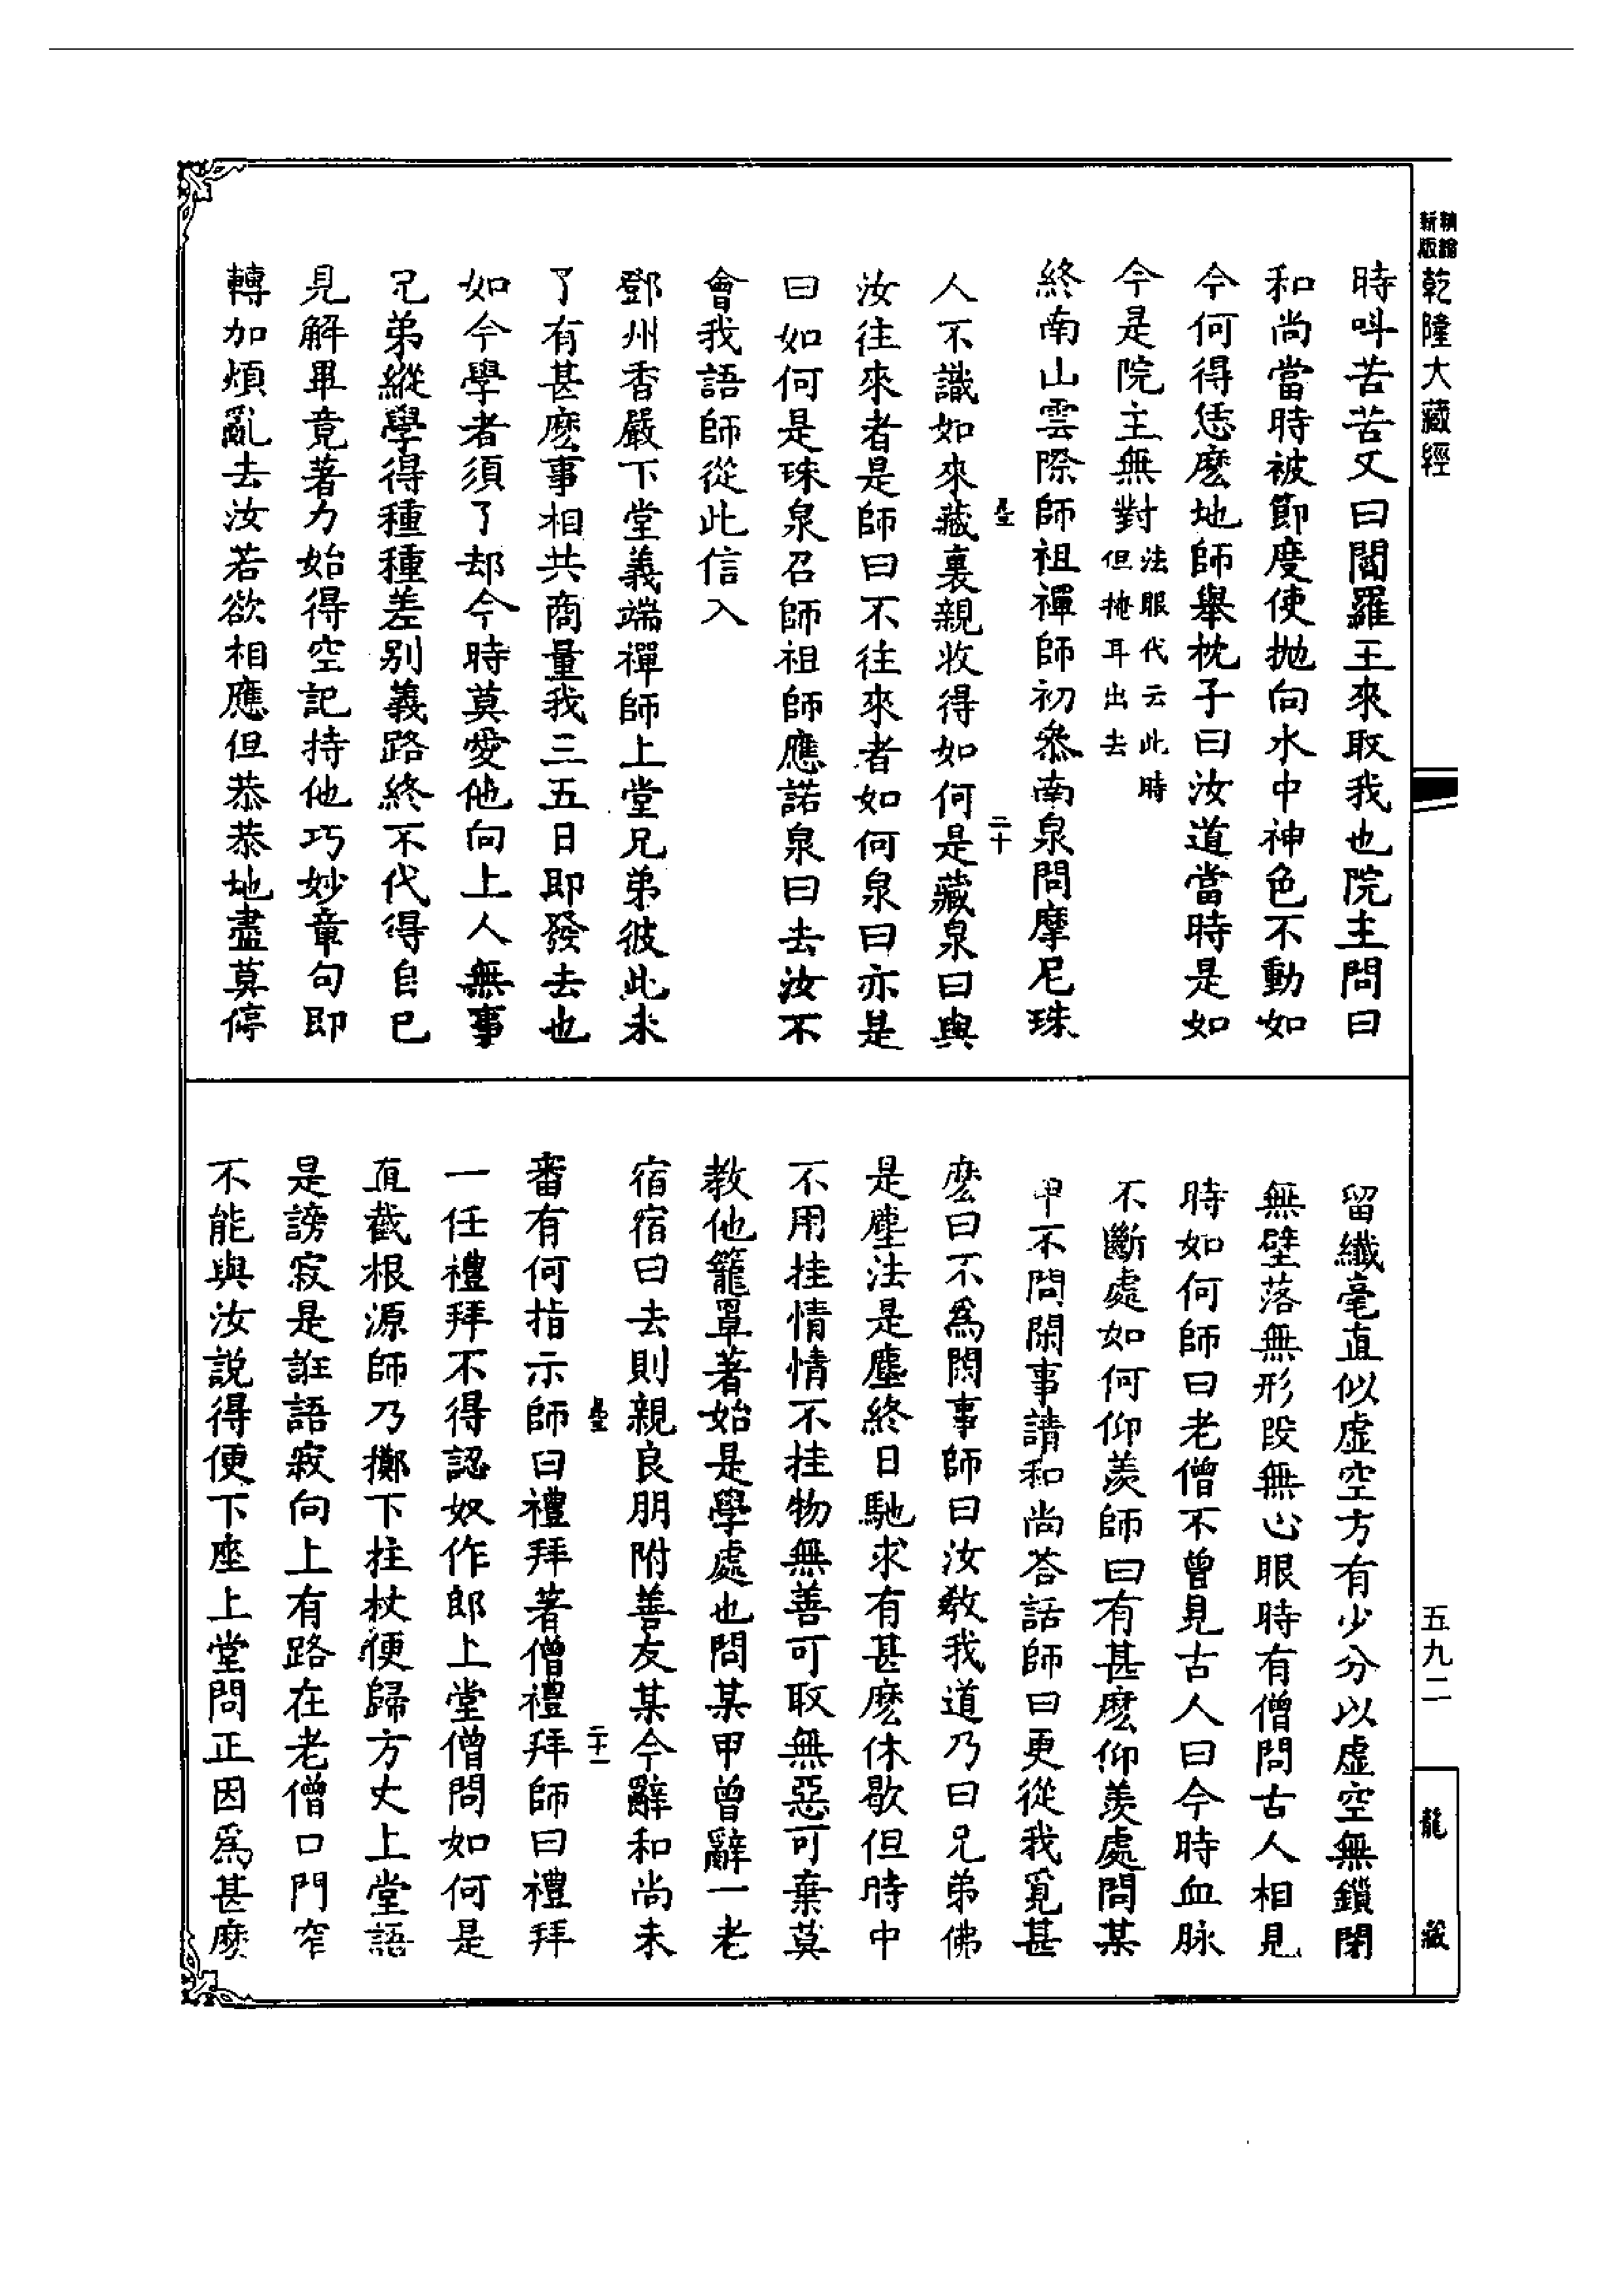 新版
精縮
乾隆大藏經
時呌苦苦又曰閻羅王來取我也院主問曰
和尚當時被節度使抛向水中神色不動如
今何得恁麽地師舉枕子曰汝道當時是如
今是院主無對法眼代云此時但掩耳出去
終南山雲際師祖禪師初叅南泉問摩尼珠
人不識如來藏裏親收得如何是藏泉曰與
汝往來者是師曰不往來者如何泉曰亦是
曰如何是珠泉召師祖師應諾泉曰去汝不
會我語師從此信入
鄧州香嚴下堂義端禪師上堂兄弟彼此未
了有甚麽事相共商量我三五日即發去也
如今學者須了却今時莫愛他向上人無事
兄弟縱學得種種差别義路終不代得自己
見解畢竟著力始得空記持他巧妙章句即
轉加煩亂去汝若欲相應但恭恭地盡莫停
二十
留纖毫直似虚空方有少分以虚空無鎖閉
無壁落無形段無心眼時有僧問古人相見
時如何師曰老僧不曾見古人曰今時血脉
不斷處如何仰羨師曰有甚麽仰羨處問某
甲不問閑事請和尚荅話師曰更從我覓甚
麽曰不爲閑事師曰汝敎我道乃曰兄弟佛
是塵法是塵終日馳求有甚麽休歇但時中
不用挂情情不挂物無善可取無惡可棄莫
教他籠罩著始是學處也問某甲曾辭一老
宿宿曰去則親良朋附善友某今辭和尚未
審有何指示師曰禮拜著僧禮拜師曰禮拜
一任禮拜不得認奴作郎上堂僧問如何是
直截根源師乃擲下拄杖便歸方丈上堂語
是謗寂是誑語寂向上有路在老僧口門窄
不能與汝説得便下座上堂問正因爲甚麽
二十一
五九二
龍藏